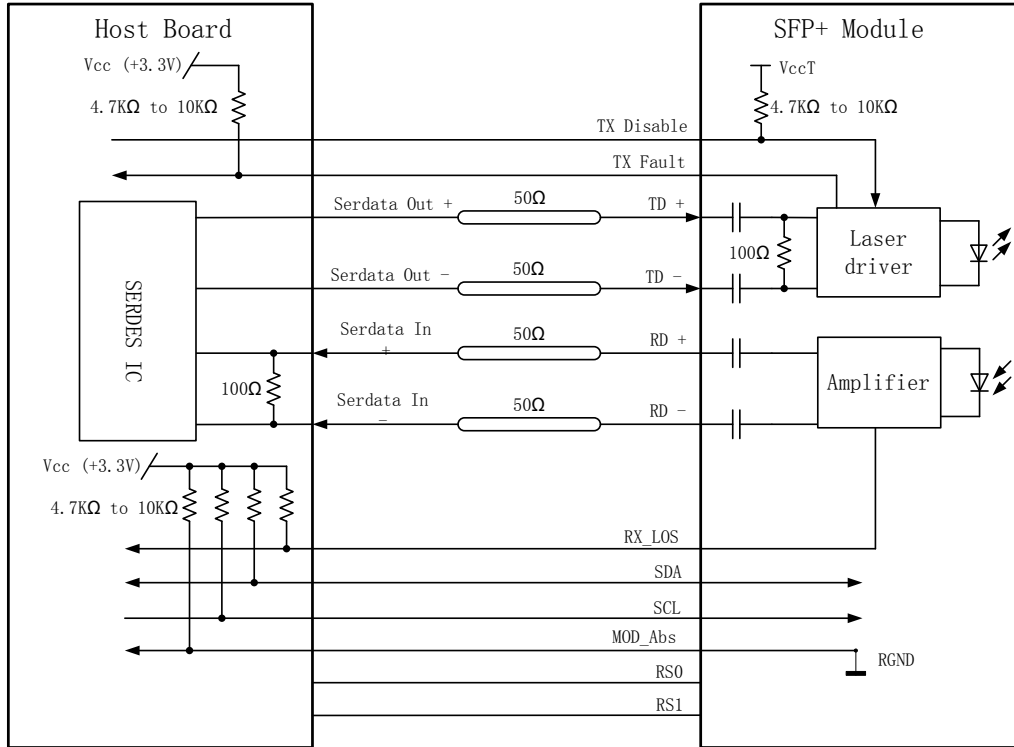 Host Board
SFP+ Module
Vcc (+3.3V)
VccT
4.7KΩ to 10KΩ
4.7KΩ to 10KΩ
TX Disable
TX Fault
Serdata Out +
50Ω
TD +
100Ω
Laser
driver
Serdata Out −
50Ω
TD −
SERDES IC
Serdata In
+
50Ω
RD +
100Ω
Amplifier
Serdata In
−
50Ω
RD −
Vcc (+3.3V)
4.7KΩ to 10KΩ
RX_LOS
SDA
SCL
MOD_Abs
RGND
RS0
RS1